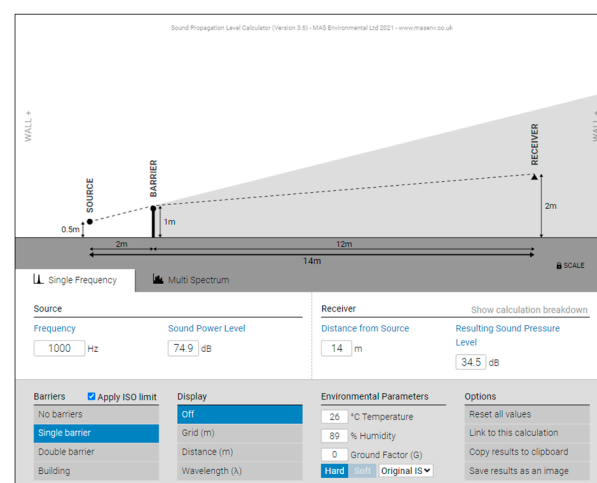 Sound Propagation Level Calculator (Version 3.6) - MAS Environmental Ltd 2021 - www.masenv.co.uk
WALL +
WALL +
SOURCE
BARRIER
RECEIVER
0.5m
1m
2m
2m
12m
14m
SCALE
Single Frequency
Multi Spectrum
Source
Receiver
Show calculation breakdown
Frequency
Sound Power Level
Distance from Source
Resulting Sound Pressure
Level
1000 Hz
74.9 dB
14 m
34.5 dB
Barriers
Apply ISO limit
Display
Environmental Parameters
Options
No barriers
Off
26 °C Temperature
Reset all values
Single barrier
Grid (m)
89 % Humidity
Link to this calculation
Double barrier
Distance (m)
0 Ground Factor (G)
Copy results to clipboard
Building
Wavelength (λ)
Hard Soft Original IS
Save results as an image